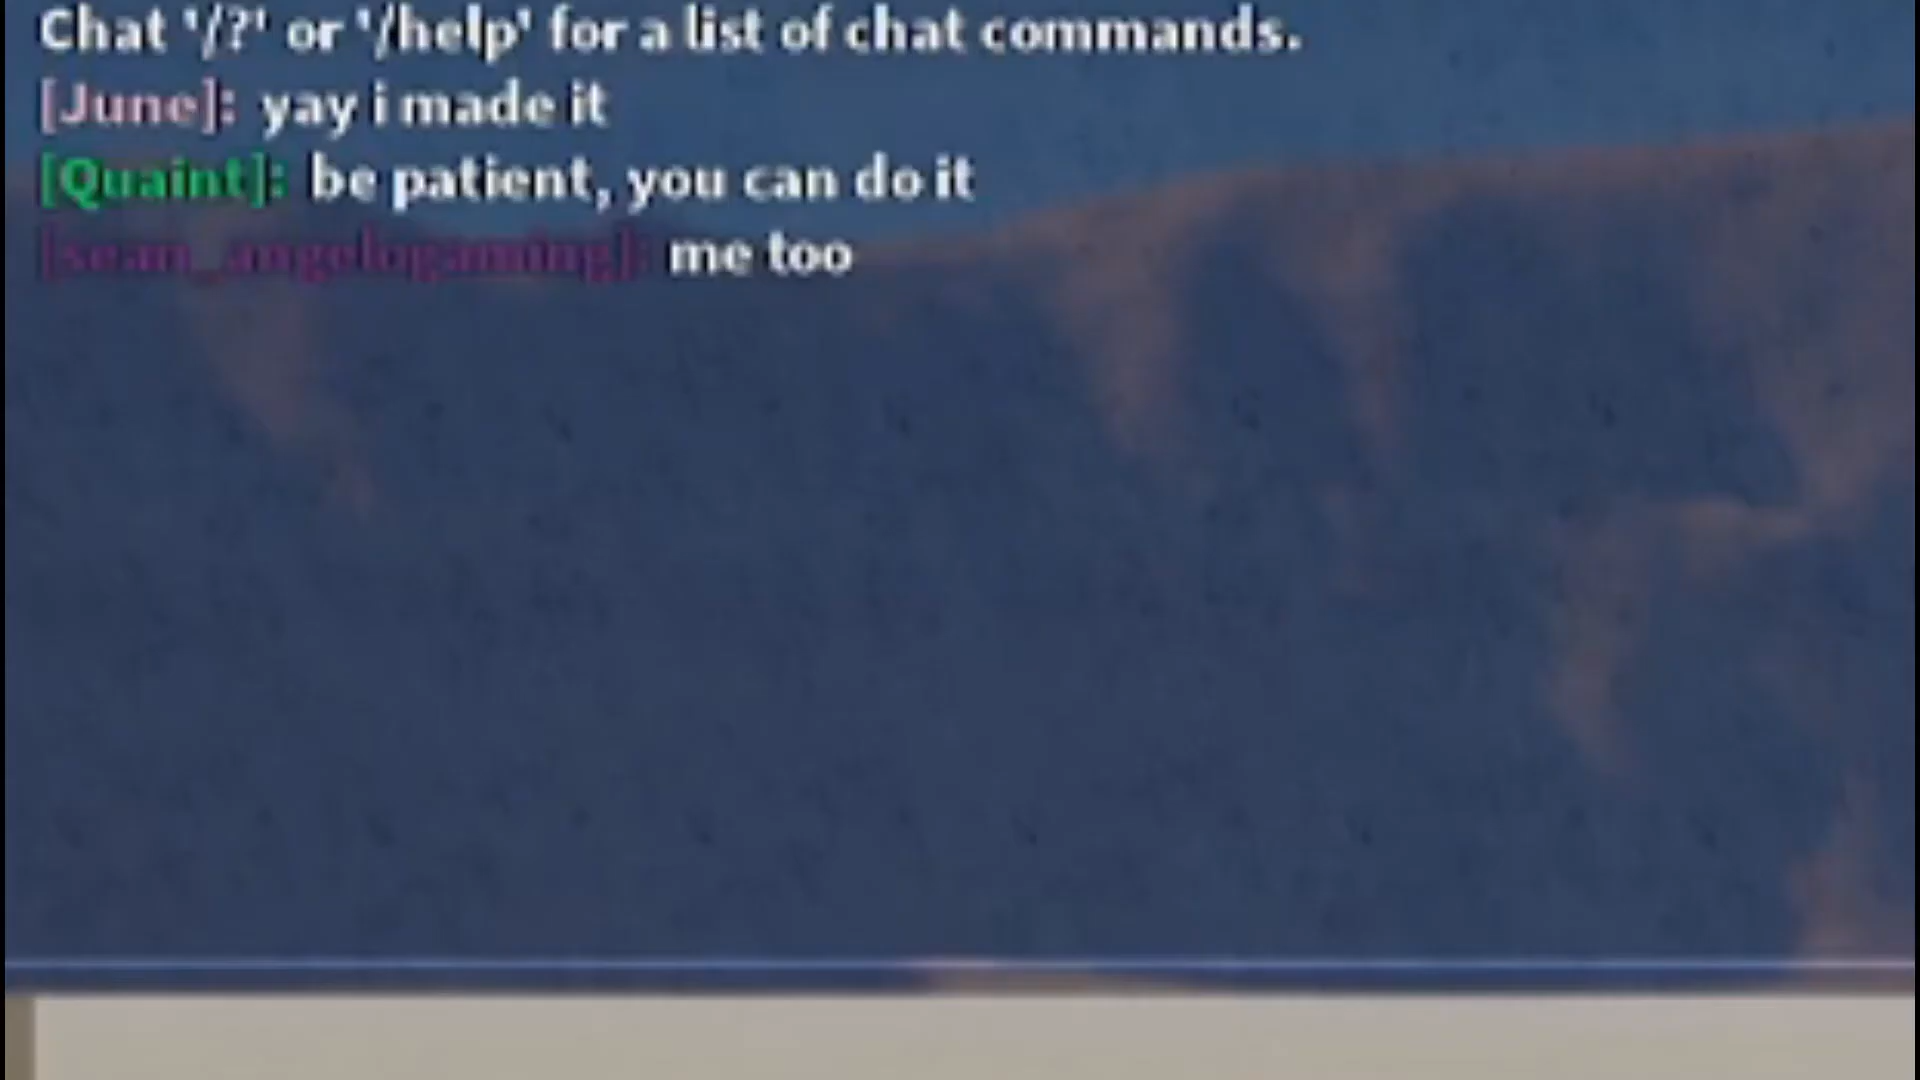 Chat '/?' or '/help' for a list of chat commands.
[June]: yay i made it
[Quaint]: be patient, you can do it
[sean_angelogaming]: me too